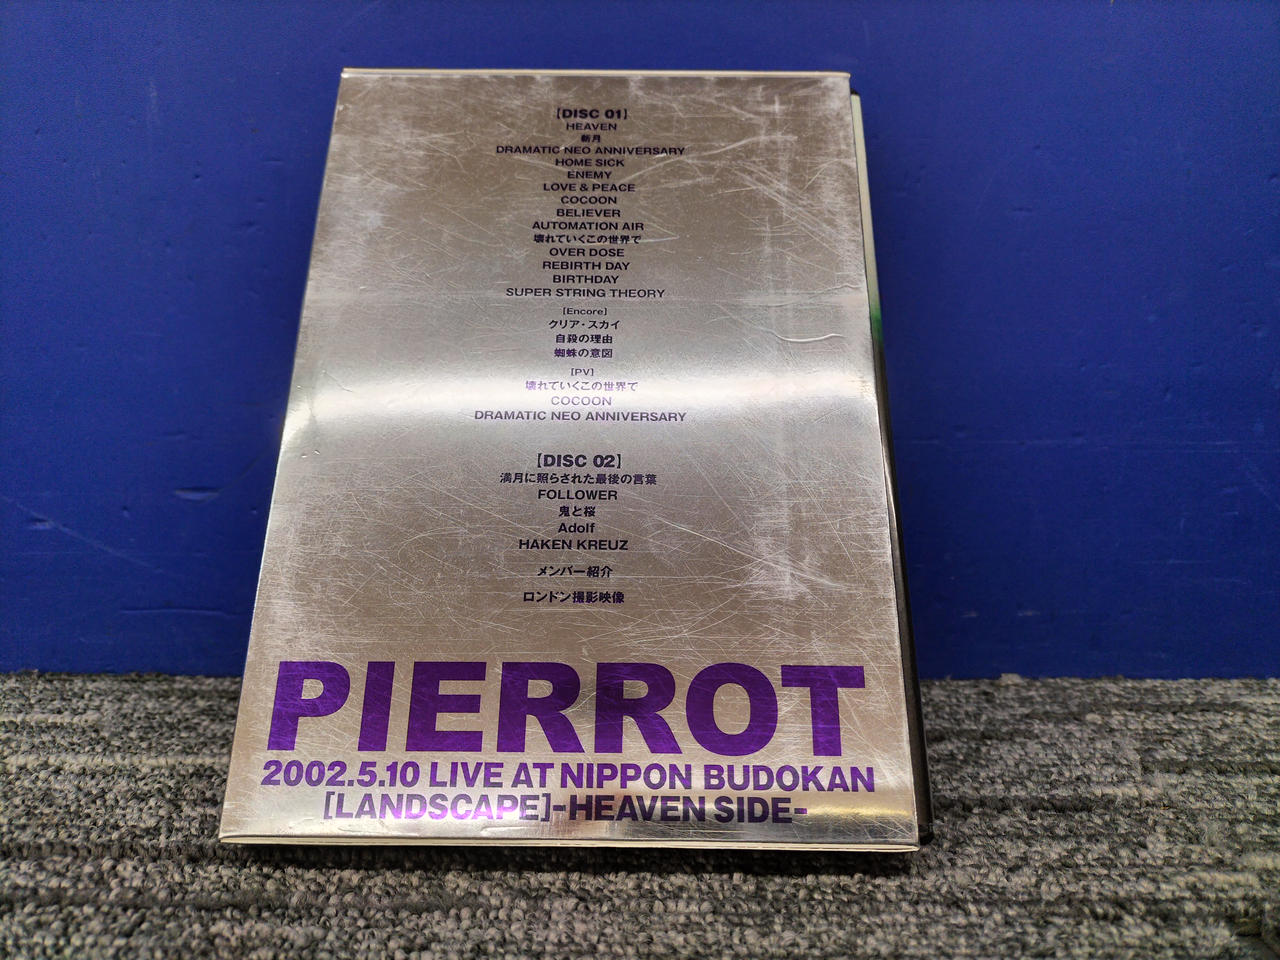 [DISC 01]
HEAVEN
斬月
DRAMATIC NEO ANNIVERSARY
HOME SICK
ENEMY
LOVE & PEACE
COCOON
BELIEVER
AUTOMATION AIR
壊れていくこの世界で
OVER DOSE
REBIRTH DAY
BIRTHDAY
SUPER STRING THEORY
[Encore]
クリア・スカイ
自殺の理由
蜘蛛の意図
[PV]
壊れていくこの世界で
COCOON
DRAMATIC NEO ANNIVERSARY
[DISC 02]
満月に照らされた最後の言葉
FOLLOWER
鬼と桜
Adolf
HAKEN KREUZ
メンバー紹介
ロンドン撮影映像
PIERROT
2002.5.10 LIVE AT NIPPON BUDOKAN
[LANDSCAPE]-HEAVEN SIDE-